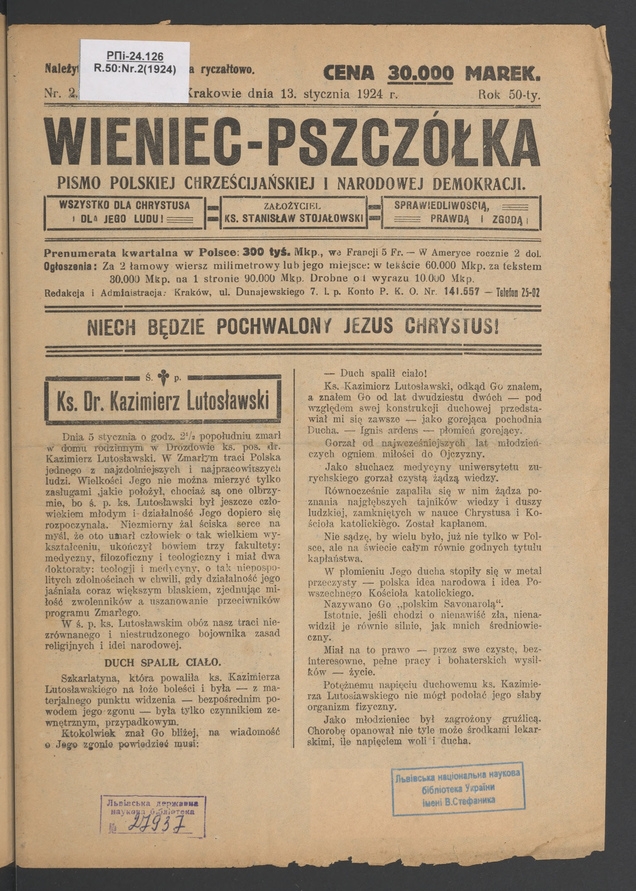 РПі-24.126
R.50:Nr.2(1924)
a ryczałtowo.
CENA 30.000 MAREK.
Nr. 2.
Krakowie dnia 13. stycznia 1924 r.
Rok 50-ty.
WIENIEC-PSZCZÓŁKA
PISMO POLSKIEJ CHRZEŚCIJAŃSKIEJ I NARODOWEJ DEMOKRACJI.
WSZYSTKO DLA CHRYSTUSA
I DLA JEGO LUDU!
ZAŁOŻYCIEL
KS. STANISŁAW STOJAŁOWSKI
SPRAWIEDLIWOŚCIĄ,
PRAWDĄ I ZGODĄ!
Prenumerata kwartalna w Polsce: 300 tyś. Mkp., we Francji 5 Fr. — W Ameryce rocznie 2 dol.
Ogłoszenia: Za 2 łamowy wiersz milimetrowy lub jego miejsce: w tekście 60.000 Mkp. za tekstem
30.000 Mkp. na 1 stronie 90.000 Mkp. Drobne od wyrazu 10.000 Mkp.
Redakcja i Administracja: Kraków, ul. Dunajewskiego 7. I. p. Konto P. K. O. Nr. 141.557 — Telefon 25-02
NIECH BĘDZIE POCHWALONY JEZUS CHRYSTUS!
Ś. p.
Ks. Dr. Kazimierz Lutosławski
Dnia 5 stycznia o godz. 2½ popołudniu zmarł
w domu rodzinnym w Drozdowie ks. pos. dr.
Kazimierz Lutosławski. W Zmarłym traci Polska
jednego z najzdolniejszych i najpracowitszych
ludzi. Wielkości Jego nie można mierzyć tylko
zasługami jakie położył, chociaż są one olbrzy-
mie, bo ś. p. ks. Lutosławski był jeszcze czło-
wiekiem młodym i działalność Jego dopiero się
rozpoczynała. Niezmierny żal ściska serce na
myśl, że oto umarł człowiek o tak wielkiem wy-
kształceniu, ukończył bowiem trzy fakultety:
medyczny, filozoficzny i teologiczny i miał dwa
doktoraty: teologji i medycyny, o tak niepospo-
litych zdolnościach w chwili, gdy działalność jego
jaśniała coraz większym blaskiem, zjednując mi-
łość zwolenników a uszanowanie przeciwników
programu Zmarłego.
W ś. p. ks. Lutosławskim obóz nasz traci nie-
zrównanego i niestrudzonego bojownika zasad
religijnych i idei narodowej.
DUCH SPALIŁ CIAŁO.
Szkarlatyna, która powaliła ks. Kazimierza
Lutosławskiego na łoże boleści i była — z ma-
terjalnego punktu widzenia — bezpośrednim po-
wodem jego zgonu — była tylko czynnikiem ze-
wnętrznym, przypadkowym.
Ktokolwiek znał Go bliżej, na wiadomość
o Jego zgonie powiedzieć musi:
— Duch spalił ciało!
Ks. Kazimierz Lutosławski, odkąd Go znałem,
a znałem Go od lat dwudziestu dwóch — pod
względem swej konstrukcji duchowej przedsta-
wiał mi się zawsze — jako gorejąca pochodnia
Ducha. — Ignis ardens — płomień gorejący.
Gorzał od najwcześniejszych lat młodzień-
czych ogniem miłości do Ojczyzny.
Jako słuchacz medycyny uniwersytetu zu-
rychskiego gorzał czystą żądzą wiedzy.
Równocześnie zapaliła się w nim żądza po-
znania najgłębszych tajników wiedzy i duszy
ludzkiej, zamkniętych w nauce Chrystusa i Ko-
ścioła katolickiego. Został kapłanem.
Nie sądzę, by wielu było, już nie tylko w Pol-
sce, ale na świecie całym równie godnych tytułu
kapłaństwa.
W płomieniu Jego ducha stopiły się w metal
przeczysty — polska idea narodowa i idea Po-
wszechnego Kościoła katolickiego.
Nazywano Go „polskim Savonarolą".
Istotnie, jeśli chodzi o nienawiść zła, niena-
widził je równie silnie, jak mnich średniowie-
czny.
Miał na to prawo — przez swe czyste, bez-
interesowne, pełne pracy i bohaterskich wysił-
ków — życie.
Potężnemu napięciu duchowemu ks. Kazimie-
rza Lutosławskiego nie mógł podołać jego słaby
organizm fizyczny.
Jako młodzieniec był zagrożony gruźlicą.
Chorobę opanował nie tyle może środkami lekar-
skimi, ile napięciem woli i ducha.
Львівська державна
наукова бібліотека
№ 27937
Львівська національна наукова
бібліотека України
імені В.Стефаника